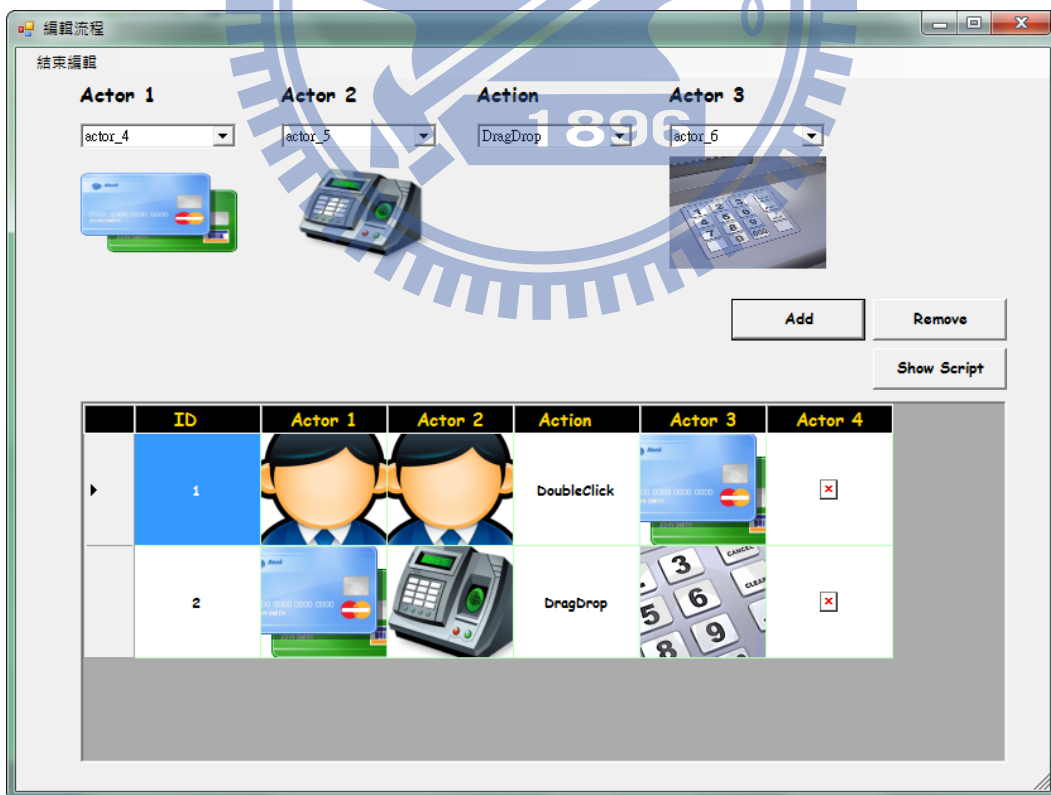 編輯流程
結束編輯
Actor 1 Actor 2 Action Actor 3
actor_4 actor_5 DragDrop actor_6
1896
Add Remove
Show Script
ID Actor 1 Actor 2 Action Actor 3 Actor 4
1 DoubleClick
2 DragDrop